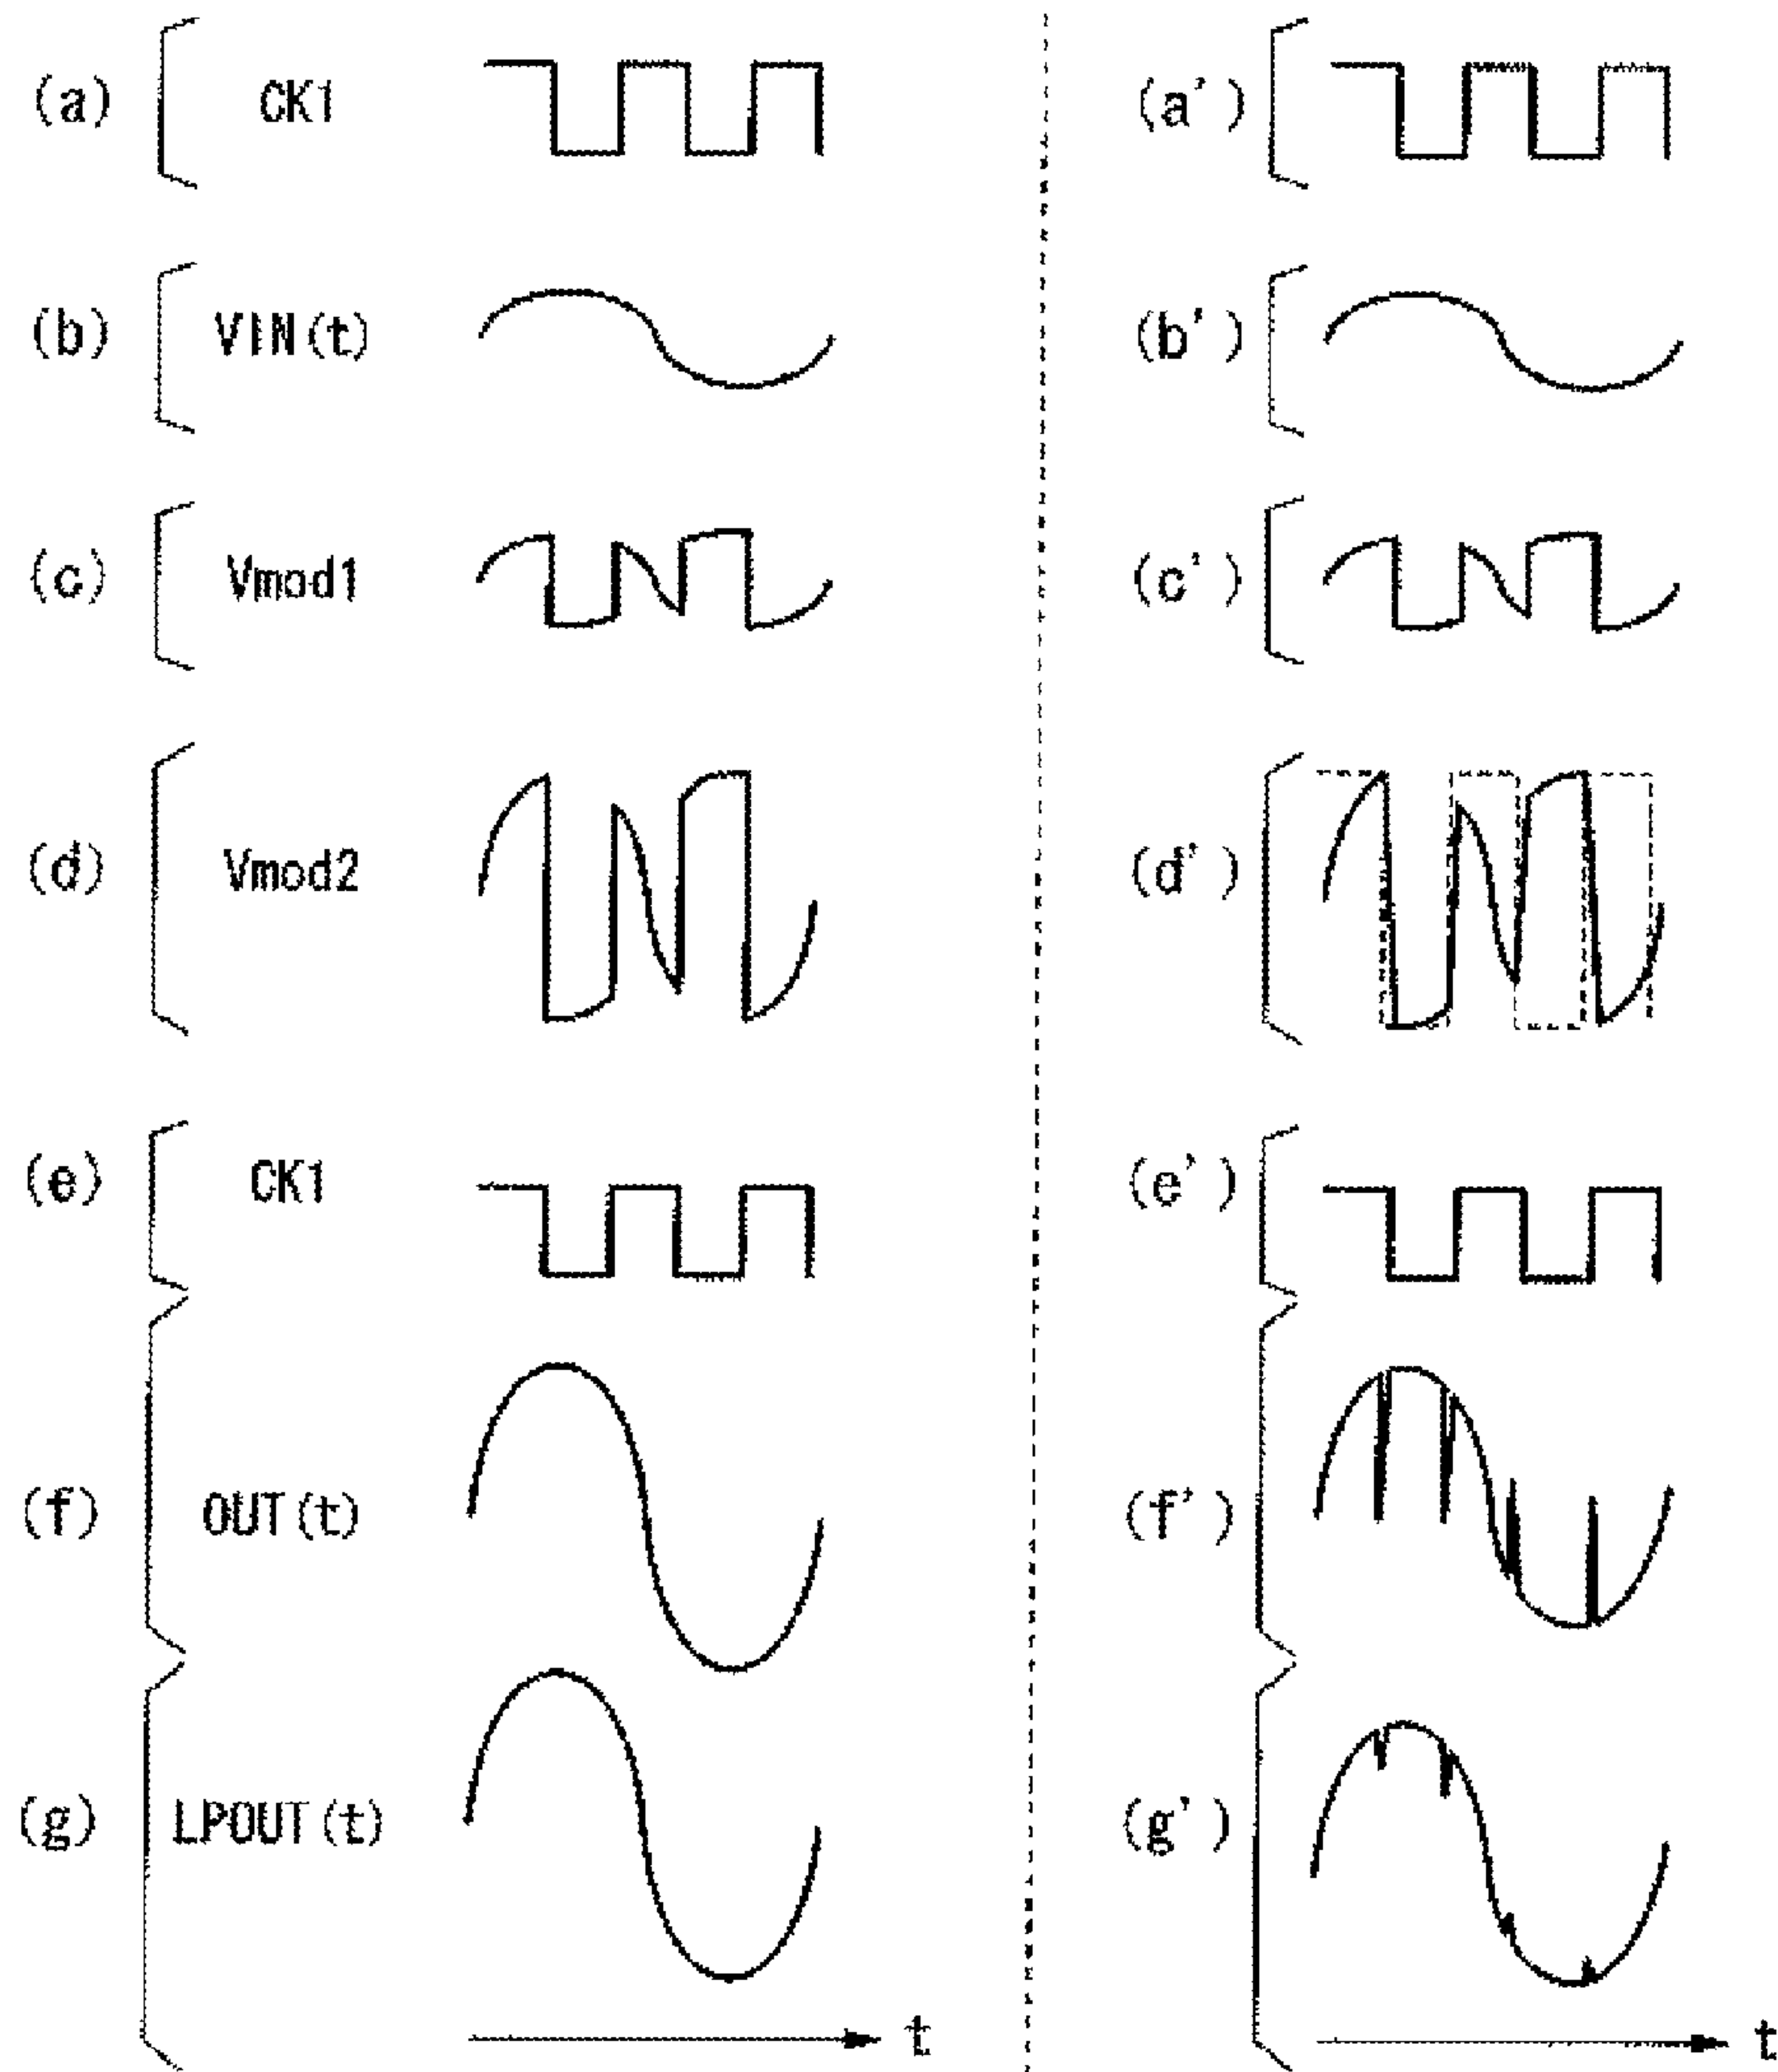 (a) CK1 (a')
(b) VIN(t) (b')
(c) Vmod1 (c')
(d) Vmod2 (d')
(e) CK1 (e')
(f) OUT(t) (f')
(g) LPOUT(t) (g')
t t